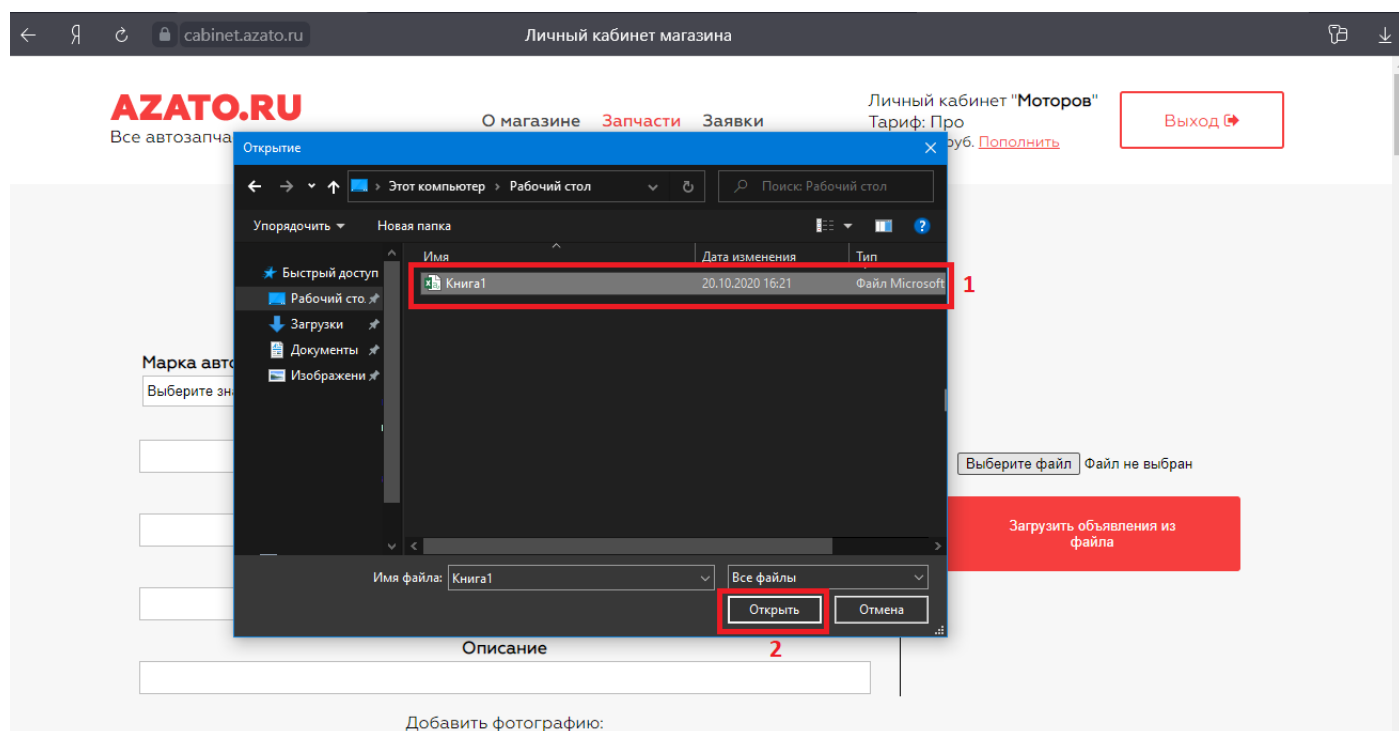 cabinet.azato.ru Личный кабинет магазина
AZATO.RU
Все автозапча
О магазине Запчасти Заявки
Личный кабинет "Моторов"
Тариф: Про
руб. Пополнить
Выход
Открытие
Этот компьютер › Рабочий стол
Поиск: Рабочий стол
Упорядочить Новая папка
Имя Дата изменения Тип
Быстрый доступ
Рабочий сто
Загрузки
Документы
Изображени
Книга1 20.10.2020 16:21 Файл Microsoft
1
Марка авто
Выберите зн
Выберите файл Файл не выбран
Загрузить объявления из
файла
Имя файла: Книга1 Все файлы
Открыть Отмена
2
Описание
Добавить фотографию: